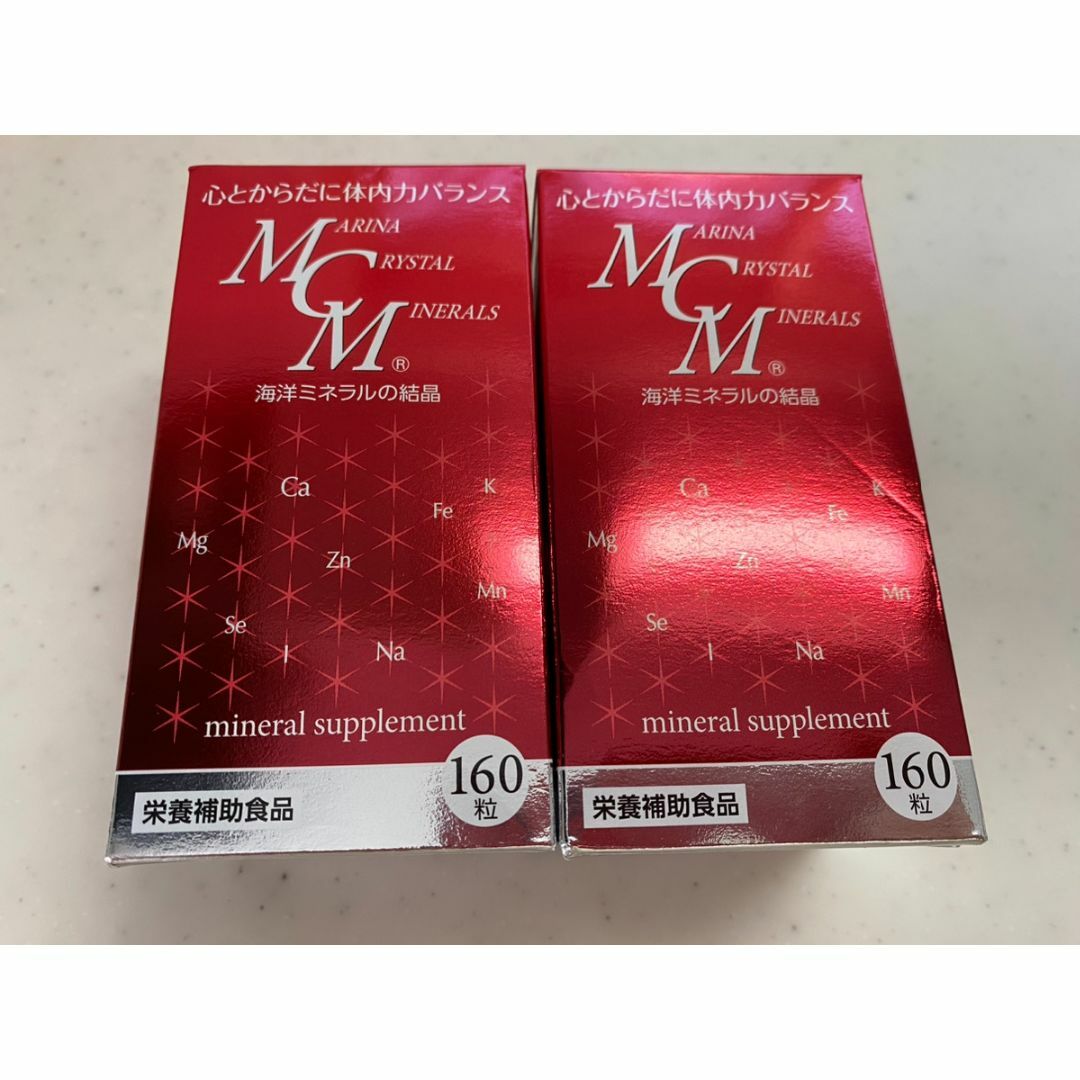 心とからだに体内力バランス
MARINA
CRYSTAL
MINERALS®
海洋ミネラルの結晶
Ca
K
Fe
Mg
Zn
Mn
Se
I
Na
mineral supplement
160
粒
栄養補助食品
心とからだに体内力バランス
MARINA
CRYSTAL
MINERALS®
海洋ミネラルの結晶
Ca
K
Fe
Mg
Zn
Mn
Se
I
Na
mineral supplement
160
粒
栄養補助食品